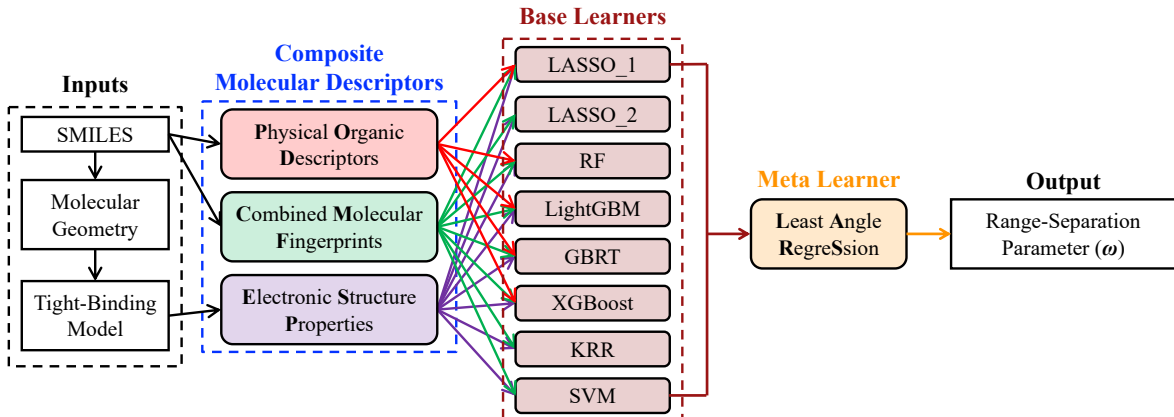 Inputs
SMILES
Molecular
Geometry
Tight-Binding
Model
Composite
Molecular Descriptors
Physical Organic
Descriptors
Combined Molecular
Fingerprints
Electronic Structure
Properties
Base Learners
LASSO_1
LASSO_2
RF
LightGBM
GBRT
XGBoost
KRR
SVM
Meta Learner
Least Angle
RegreSsion
Output
Range-Separation
Parameter (ω)